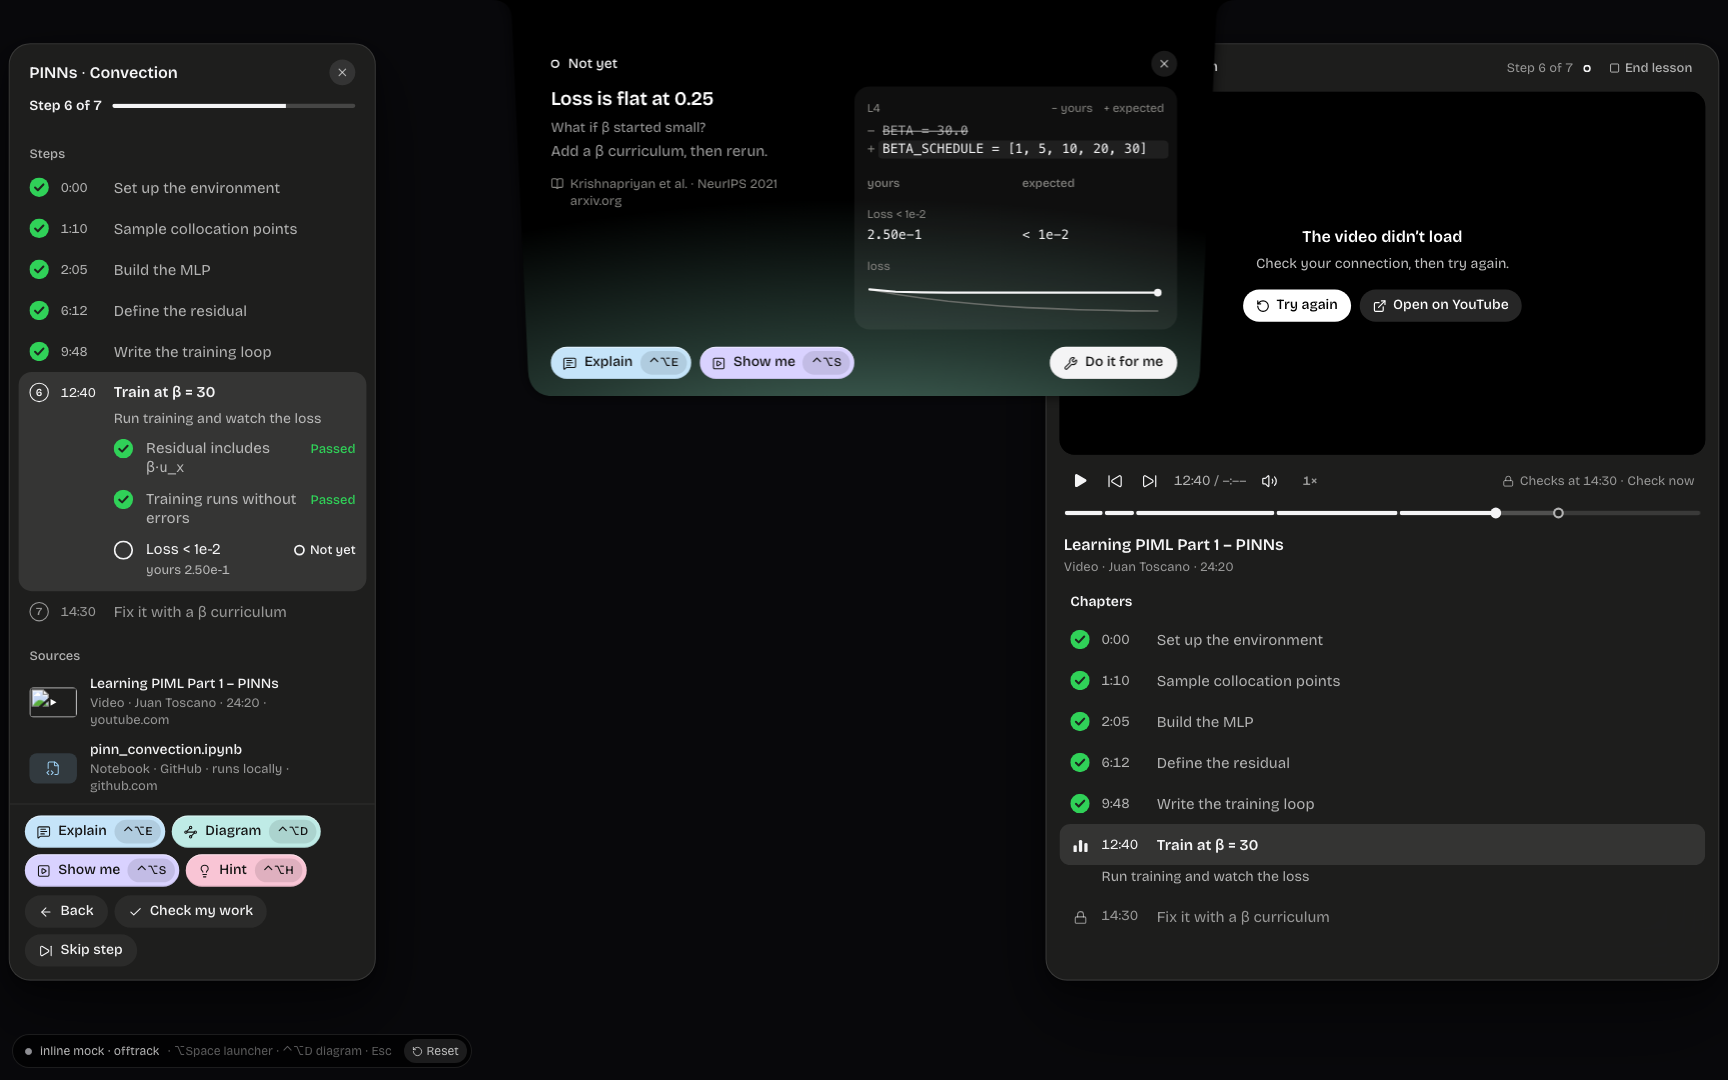 PINNs · Convection
Step 6 of 7
Steps
0:00 Set up the environment
1:10 Sample collocation points
2:05 Build the MLP
6:12 Define the residual
9:48 Write the training loop
6 12:40 Train at β = 30
Run training and watch the loss
Residual includes Passed
β·u_x
Training runs without Passed
errors
Loss < 1e-2 Not yet
yours 2.50e-1
7 14:30 Fix it with a β curriculum
Sources
Learning PIML Part 1 – PINNs
Video · Juan Toscano · 24:20 ·
youtube.com
pinn_convection.ipynb
Notebook · GitHub · runs locally ·
github.com
Explain ⌃⌥E Diagram ⌃⌥D
Show me ⌃⌥S Hint ⌃⌥H
Back Check my work
Skip step
Not yet
Loss is flat at 0.25
What if β started small?
Add a β curriculum, then rerun.
Krishnapriyan et al. · NeurIPS 2021
arxiv.org
L4 − yours + expected
− BETA = 30.0
+ BETA_SCHEDULE = [1, 5, 10, 20, 30]
yours expected
Loss < 1e-2
2.50e−1 < 1e−2
loss
Explain ⌃⌥E Show me ⌃⌥S Do it for me
Step 6 of 7 End lesson
The video didn’t load
Check your connection, then try again.
Try again Open on YouTube
12:40 / –:–– 1× Checks at 14:30 · Check now
Learning PIML Part 1 – PINNs
Video · Juan Toscano · 24:20
Chapters
0:00 Set up the environment
1:10 Sample collocation points
2:05 Build the MLP
6:12 Define the residual
9:48 Write the training loop
12:40 Train at β = 30
Run training and watch the loss
14:30 Fix it with a β curriculum
inline mock · offtrack · ⌥Space launcher · ⌃⌥D diagram · Esc Reset